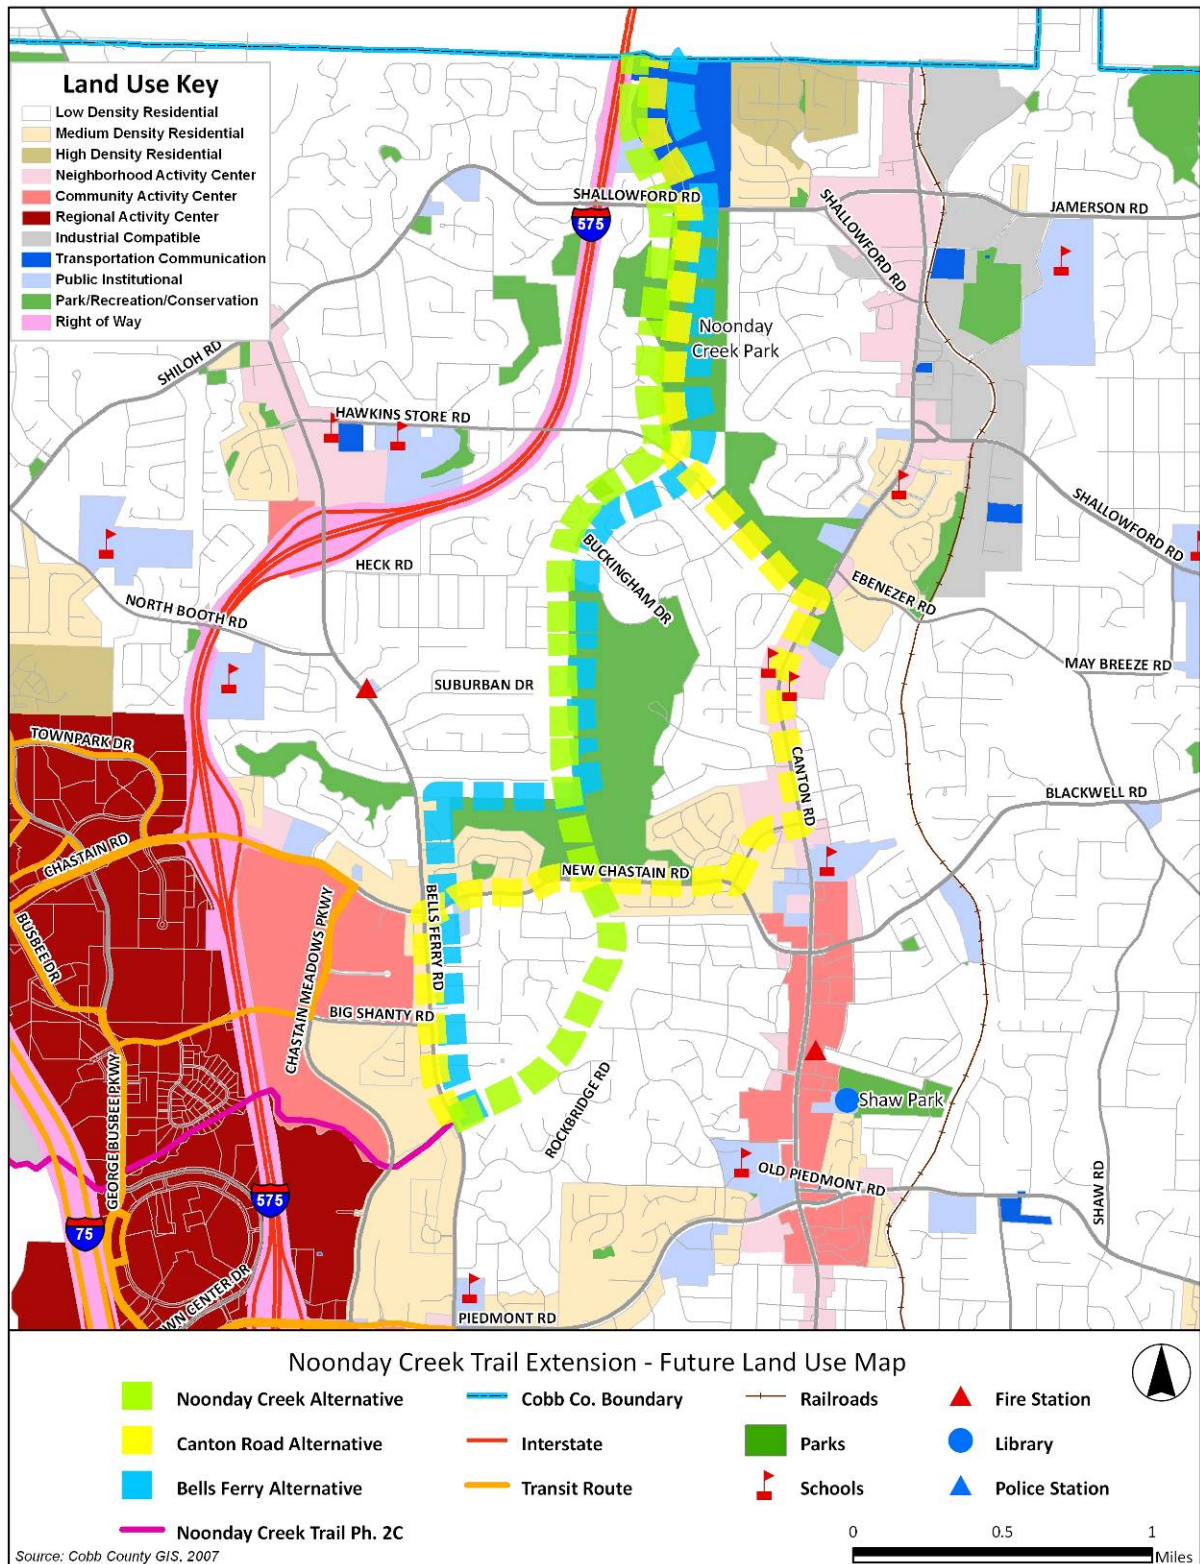 Land Use Key
Low Density Residential
Medium Density Residential
High Density Residential
Neighborhood Activity Center
Community Activity Center
Regional Activity Center
Industrial Compatible
Transportation Communication
Public Institutional
Park/Recreation/Conservation
Right of Way
SHALLOWFORD RD
575
JAMERSON RD
SHALLOWFORD RD
Noonday
Creek Park
SHILOH RD
HAWKINS STORE RD
SHALLOWFORD RD
BUCKINGHAM DR
HECK RD
EBENEZER RD
NORTH BOOTH RD
MAY BREEZE RD
SUBURBAN DR
TOWNPARK DR
CANTON RD
BLACKWELL RD
CHASTAIN RD
NEW CHASTAIN RD
BELLS FERRY RD
CHASTAIN MEADOWS PKWY
BUSBEE DR
BIG SHANTY RD
GEORGE BUSBEE PKWY
ROCKBRIDGE RD
Shaw Park
OLD PIEDMONT RD
SHAW RD
575
75
OWN CENTER DR
PIEDMONT RD
Noonday Creek Trail Extension - Future Land Use Map
Noonday Creek Alternative
Cobb Co. Boundary
Railroads
Fire Station
Canton Road Alternative
Interstate
Parks
Library
Bells Ferry Alternative
Transit Route
Schools
Police Station
Noonday Creek Trail Ph. 2C
0 0.5 1
Miles
Source: Cobb County GIS, 2007